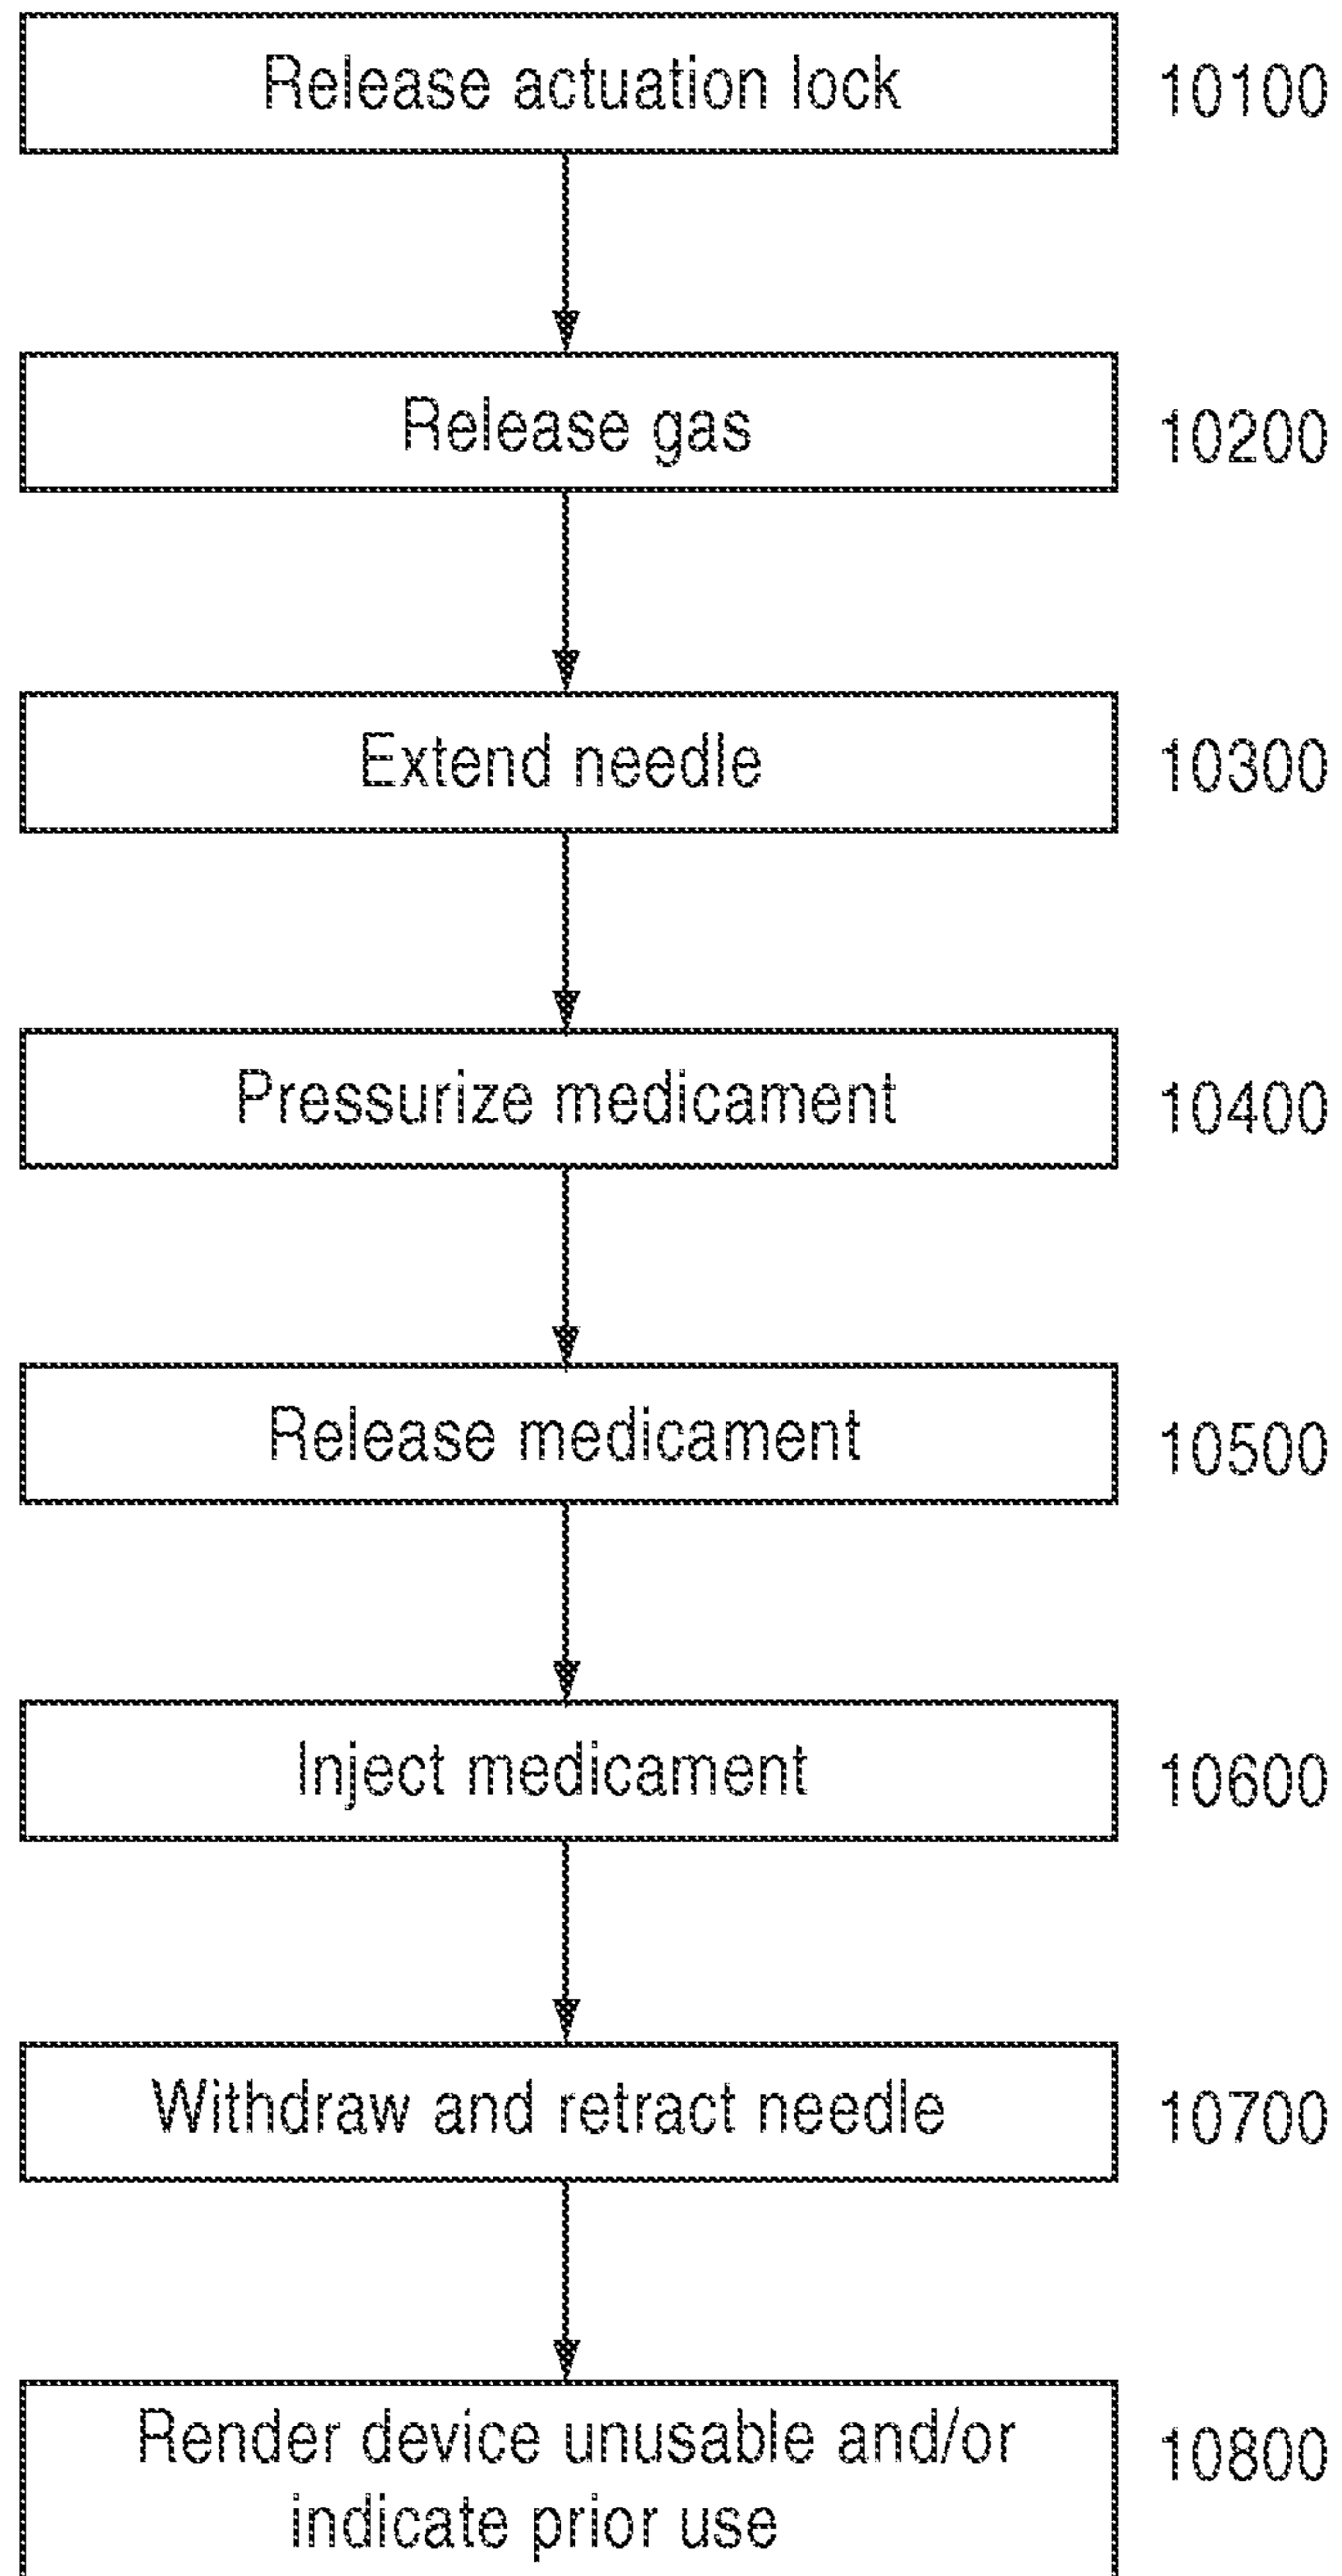 Release actuation lock 10100
Release gas 10200
Extend needle 10300
Pressurize medicament 10400
Release medicament 10500
Inject medicament 10600
Withdraw and retract needle 10700
Render device unusable and/or 10800
indicate prior use